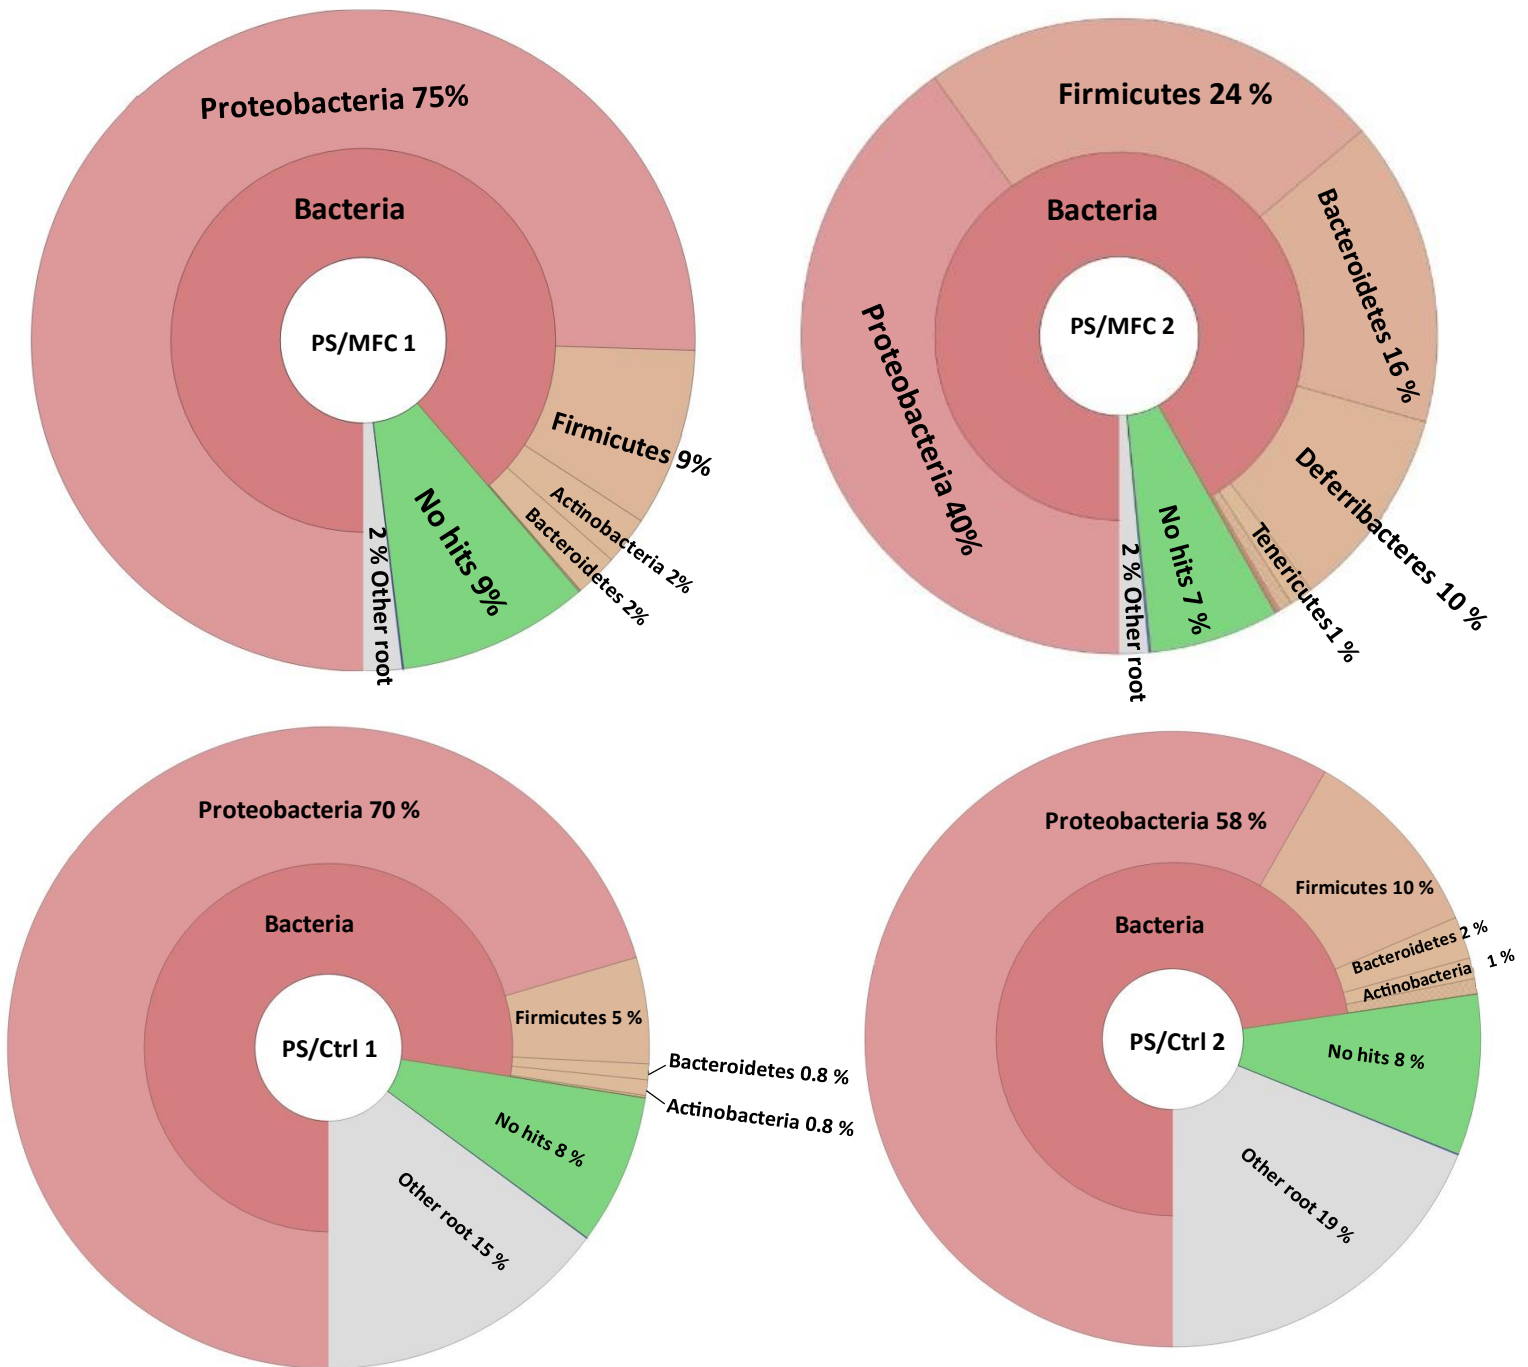 Proteobacteria 75%
Bacteria
PS/MFC 1
Firmicutes 9%
Actinobacteria 2%
Bacteroidetes 2%
No hits 9%
2 % Other root
Firmicutes 24 %
Bacteria
PS/MFC 2
Bacteroidetes 16 %
Proteobacteria 40%
Deferribacteres 10 %
Tenericutes1 %
No hits 7 %
2 % Other root
Proteobacteria 70 %
Bacteria
PS/Ctrl 1
Firmicutes 5 %
Bacteroidetes 0.8 %
Actinobacteria 0.8 %
No hits 8 %
Other root 15 %
Proteobacteria 58 %
Firmicutes 10 %
Bacteria
Bacteroidetes 2 %
Actinobacteria 1 %
PS/Ctrl 2
No hits 8 %
Other root 19 %